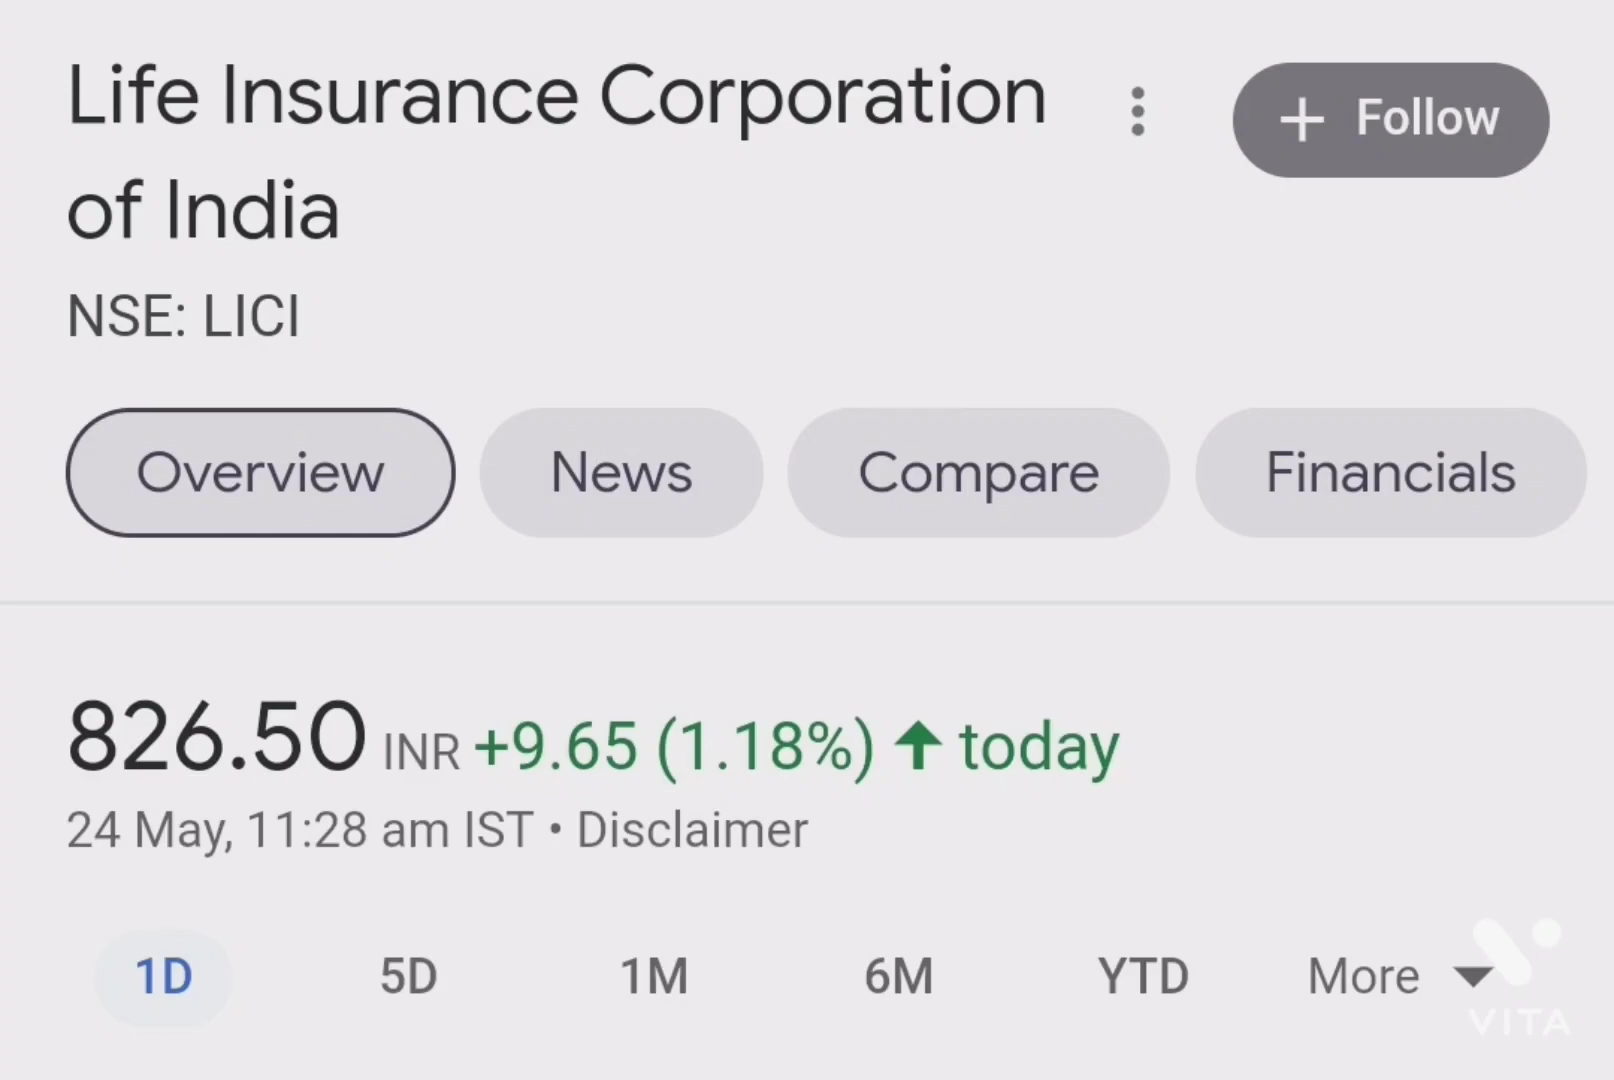 Life Insurance Corporation
of India
+ Follow
NSE: LICI
Overview News Compare Financials
826.50 INR +9.65 (1.18%) ↑ today
24 May, 11:28 am IST • Disclaimer
1D 5D 1M 6M YTD More
VITA